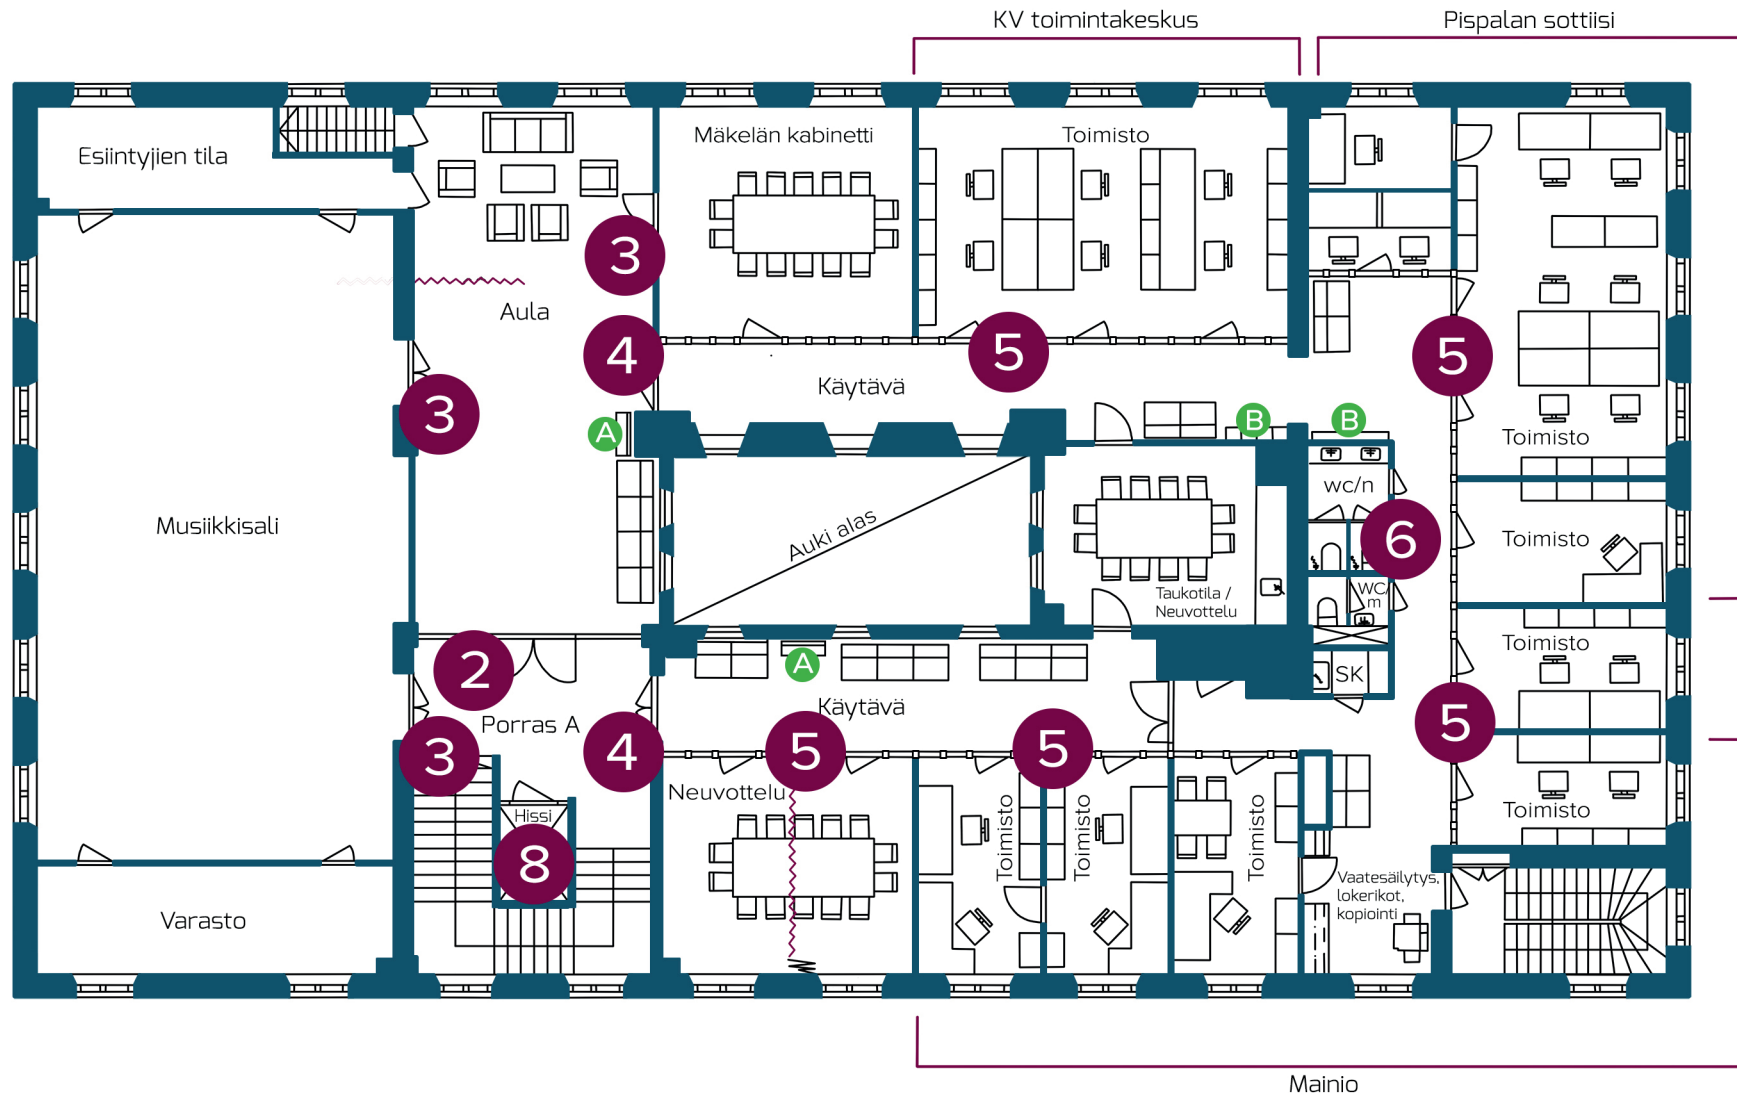 KV toimintakeskus
Pispalan sottiisi
Esiintyjien tila
Mäkelän kabinetti
Toimisto
3
Aula
4
5
5
Käytävä
3
A
B
B
Toimisto
wc/n
Musiikkisali
Auki alas
6
Toimisto
Taukotila /
Neuvottelu
WC/
m
2
A
Toimisto
SK
Käytävä
Porras A
5
3
4
5
5
Neuvottelu
Hissi
8
Toimisto
Toimisto
Toimisto
Toimisto
Vaatesäilytys,
lokerikot,
kopiointi
Varasto
Mainio